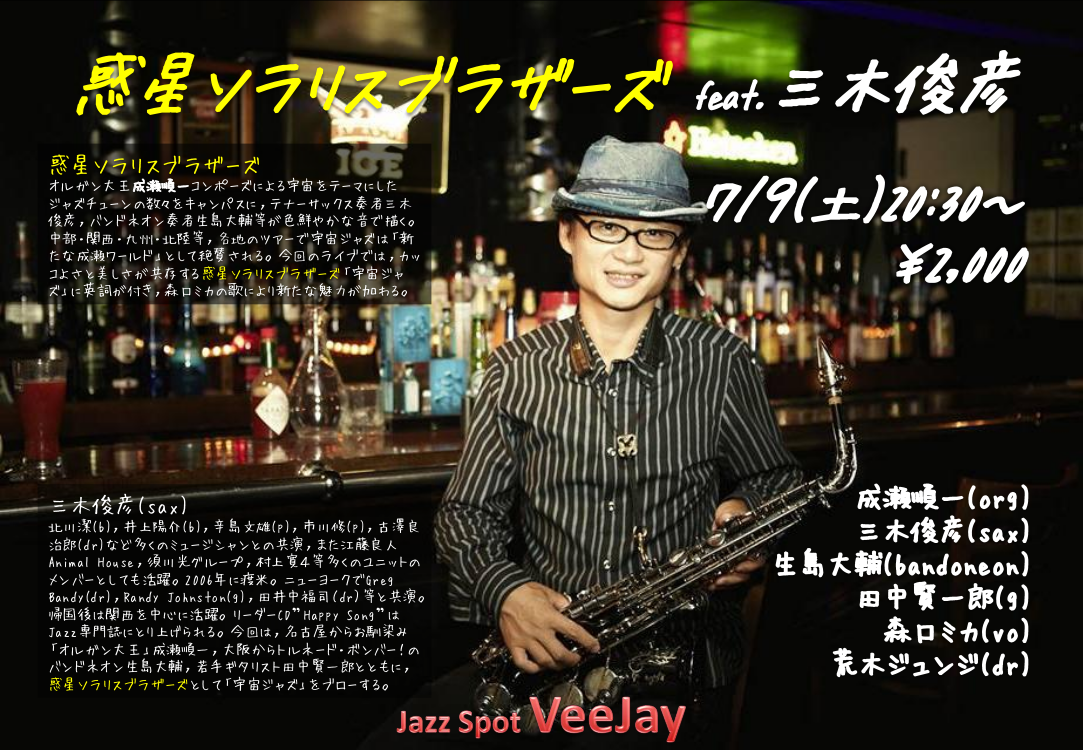 惑星ソラリスブラザーズ feat. 三木俊彦
ICE
Heineken
惑星ソラリスブラザーズ
オルガン大王成瀬順一コンポーズによる宇宙をテーマにした
ジャズチューンの数々をキャンパスに,テナーサックス奏者三木
俊彦,バンドネオン奏者生島大輔等が色鮮やかな音で描く。
中部・関西・九州・北陸等,各地のツアーで宇宙ジャズは「新
たな成瀬ワールド」として絶賛される。今回のライブでは,カッ
コよさと美しさが共存する惑星ソラリスブラザーズ「宇宙ジャ
ズ」に英詞が付き,森口ミカの歌により新たな魅力が加わる。
7/9(土)20:30～
¥2,000
三木俊彦(sax)
北川潔(b),井上陽介(b),辛島文雄(p),市川修(p),古澤良
治郎(dr)など多くのミュージシャンとの共演,また江藤良人
Animal House,須川光グループ,村上寛4等多くのユニットの
メンバーとしても活躍。2006年に渡米。ニューヨークでGreg
Bandy(dr),Randy Johnston(g),田井中福司(dr)等と共演。
帰国後は関西を中心に活躍。リーダーCD"Happy Song"は
Jazz専門誌にとり上げられる。今回は,名古屋からお馴染み
「オルガン大王」成瀬順一,大阪からトルネード・ボンバー!の
バンドネオン生島大輔,若手ギタリスト田中賢一郎とともに,
惑星ソラリスブラザーズとして「宇宙ジャズ」をブローする。
成瀬順一(org)
三木俊彦(sax)
生島大輔(bandoneon)
田中賢一郎(g)
森口ミカ(vo)
荒木ジュンジ(dr)
Jazz Spot VeeJay